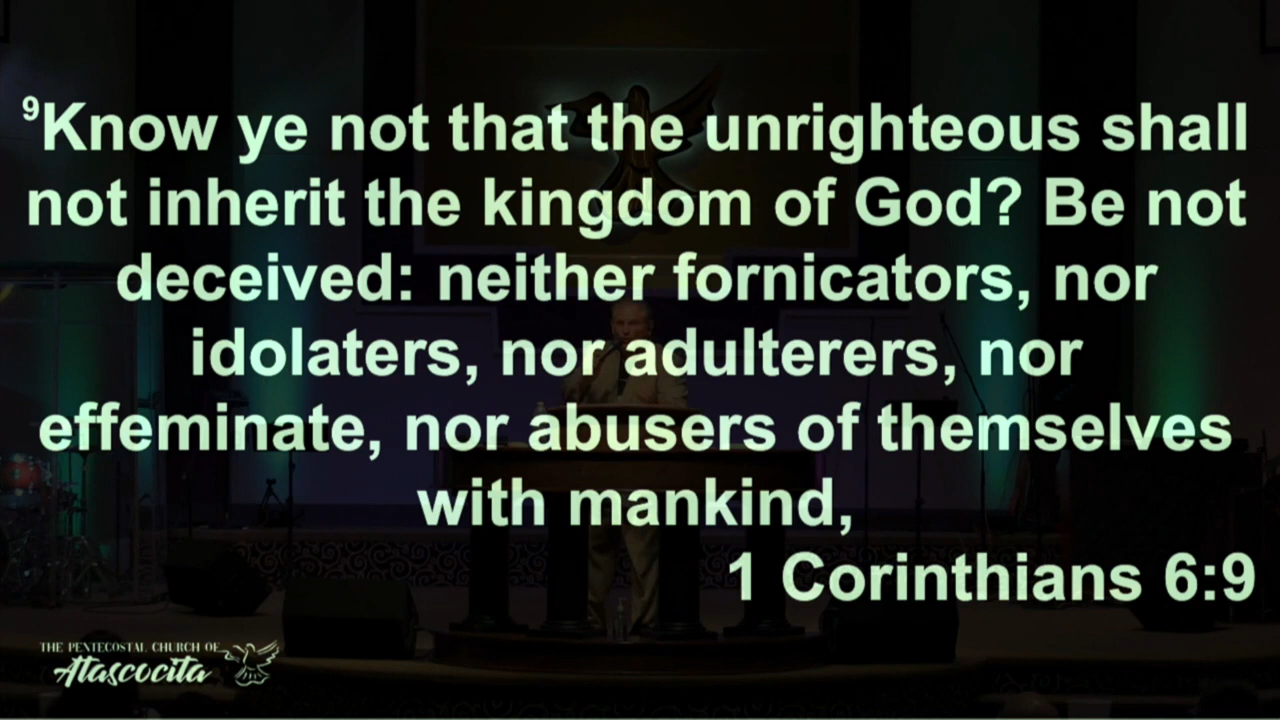 ⁹Know ye not that the unrighteous shall
not inherit the kingdom of God? Be not
deceived: neither fornicators, nor
idolaters, nor adulterers, nor
effeminate, nor abusers of themselves
with mankind,
1 Corinthians 6:9
THE PENTECOSTAL CHURCH OF
Atascocita